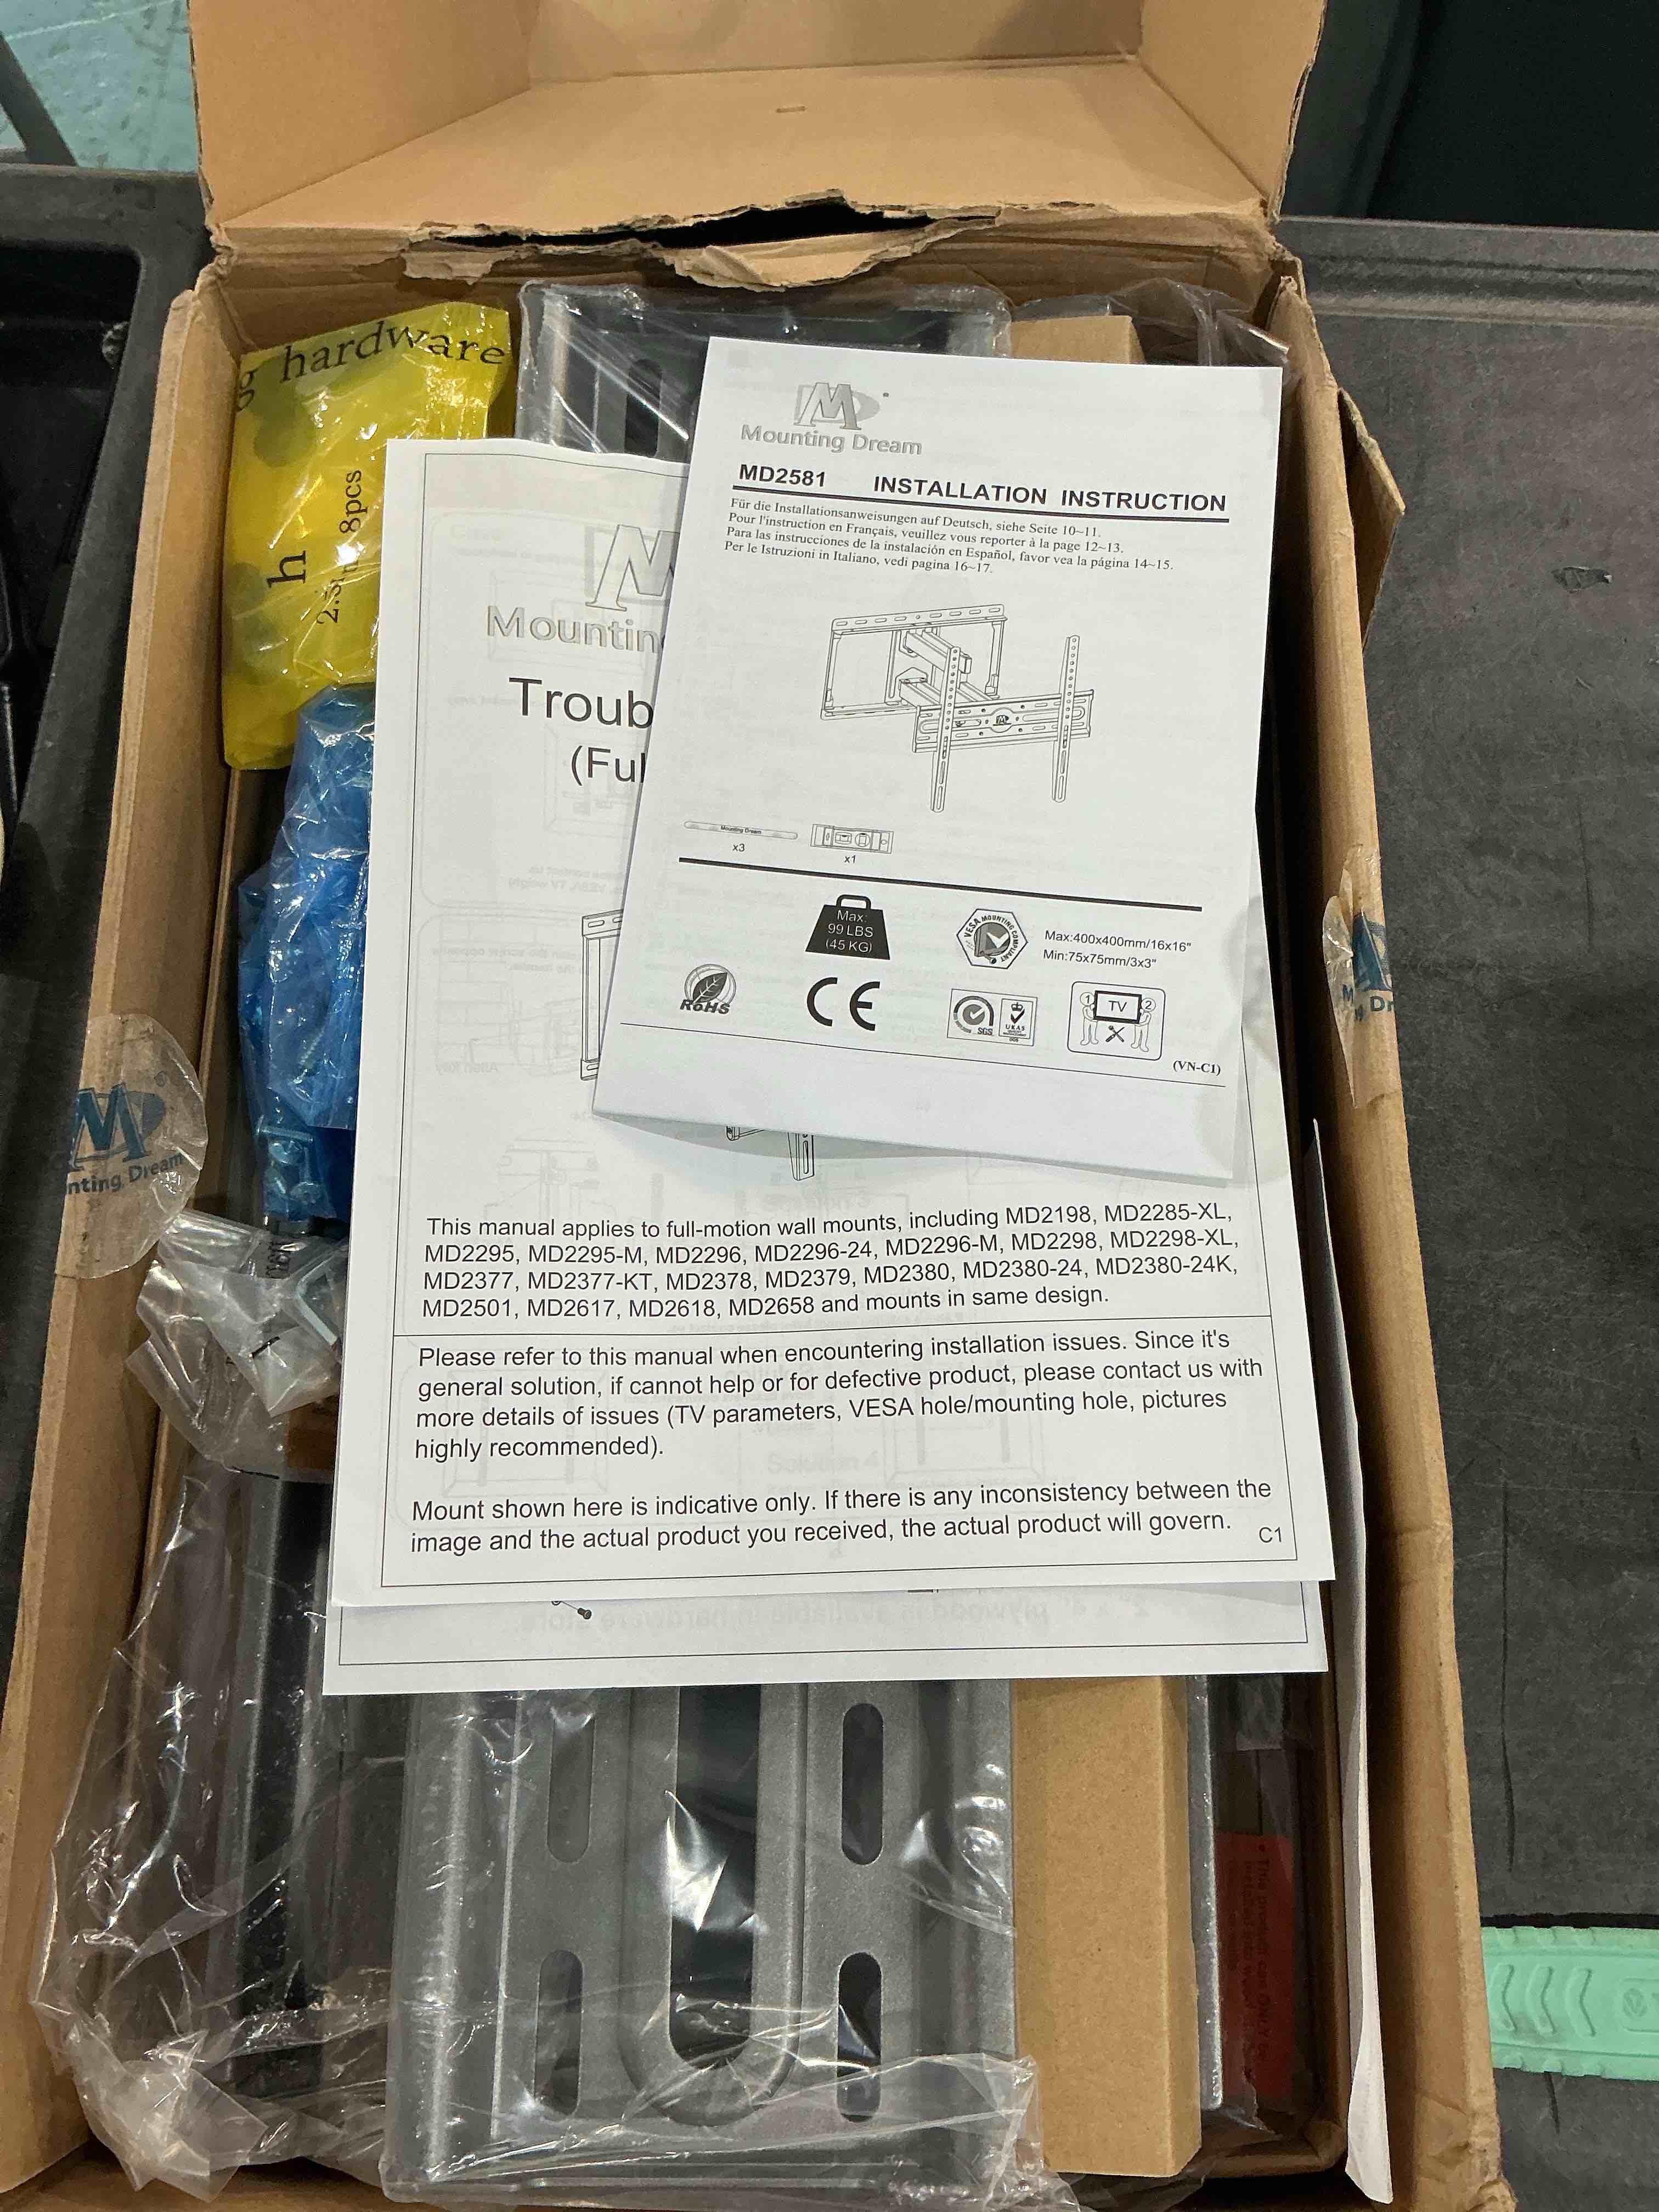 hardware
h
8pcs
Mounting Dream
MD2581 INSTALLATION INSTRUCTION
Für die Installationsanweisungen auf Deutsch, siehe Seite 10~11.
Pour l'instruction en Français, veuillez vous reporter à la page 12~13.
Para las instrucciones de la instalación en Español, favor vea la página 14~15.
Per le Istruzioni in Italiano, vedi pagina 16~17.
Mounting Dream
x3
x1
Max:
99 LBS
(45 KG)
VESA MOUNTING COMPLIANT
Max:400x400mm/16x16"
Min:75x75mm/3x3"
RoHS
CE
SGS
UKAS
1 TV 2
(VN-C1)
Mountin
Troub
(Ful
This manual applies to full-motion wall mounts, including MD2198, MD2285-XL,
MD2295, MD2295-M, MD2296, MD2296-24, MD2296-M, MD2298, MD2298-XL,
MD2377, MD2377-KT, MD2378, MD2379, MD2380, MD2380-24, MD2380-24K,
MD2501, MD2617, MD2618, MD2658 and mounts in same design.
Please refer to this manual when encountering installation issues. Since it's
general solution, if cannot help or for defective product, please contact us with
more details of issues (TV parameters, VESA hole/mounting hole, pictures
highly recommended).
Mount shown here is indicative only. If there is any inconsistency between the
image and the actual product you received, the actual product will govern.
C1
M
nting Dream
Dr